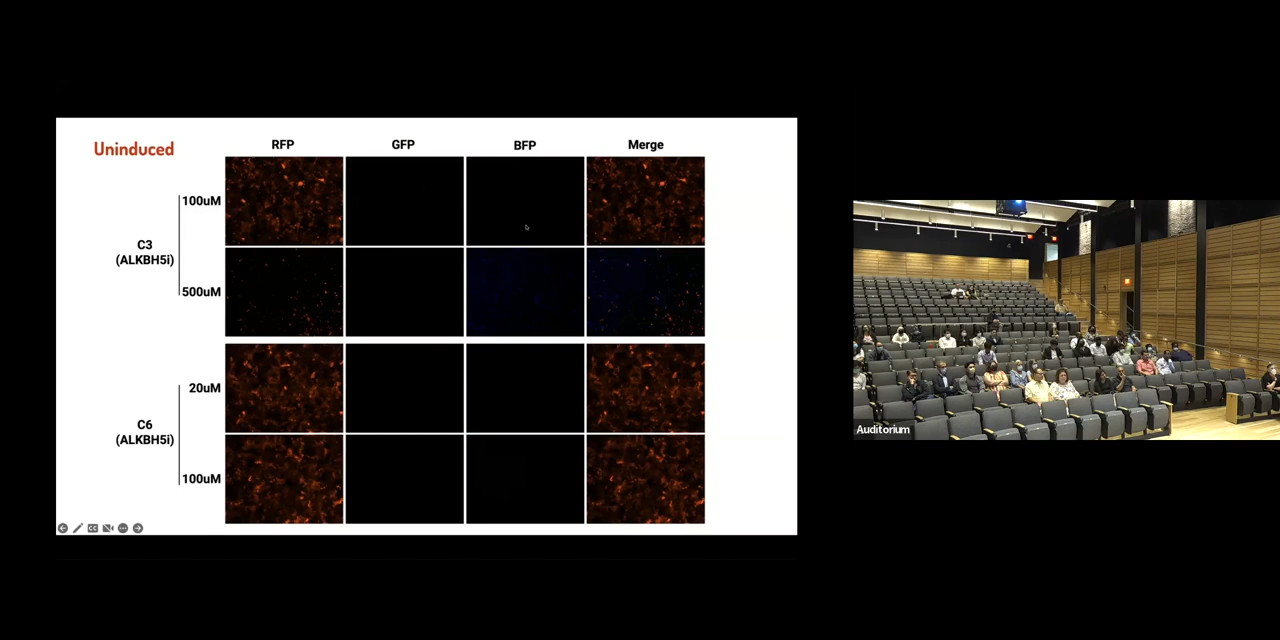 Uninduced
RFP
GFP
BFP
Merge
100uM
C3
(ALKBH5i)
500uM
20uM
C6
(ALKBH5i)
100uM
Auditorium